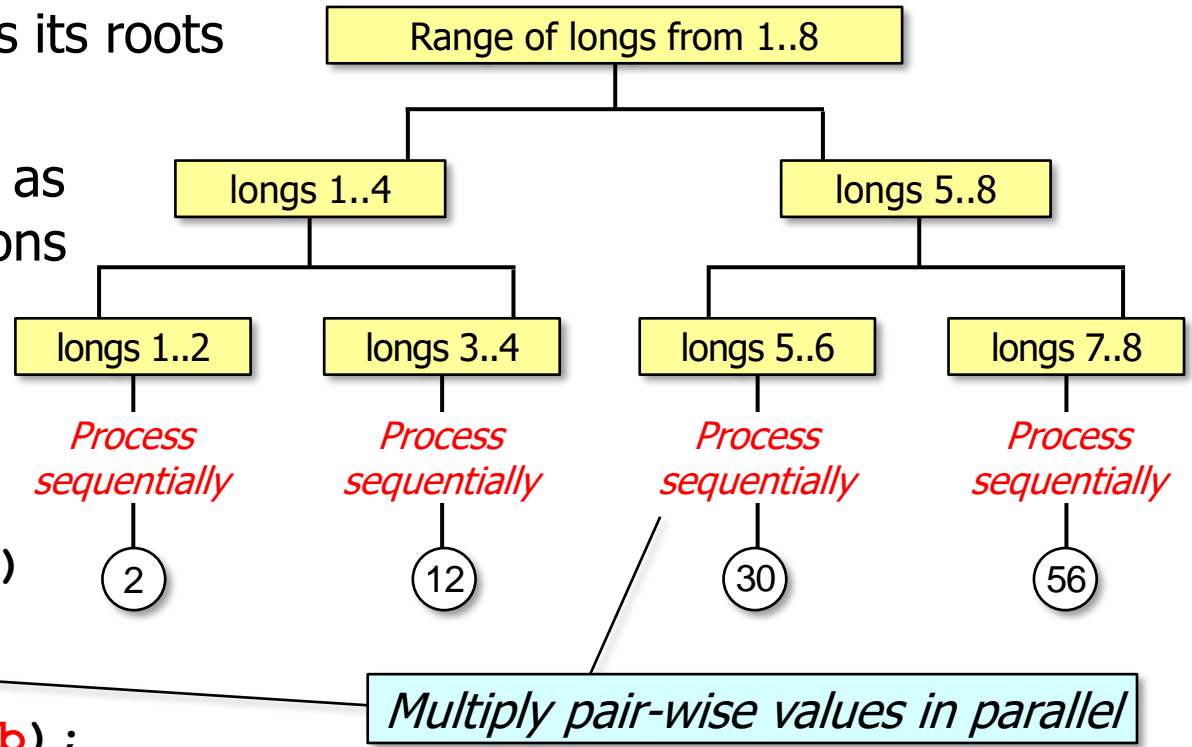 s its roots
Range of longs from 1..8
as
ons
longs 1..4
longs 5..8
longs 1..2
longs 3..4
longs 5..6
longs 7..8
Process
sequentially
Process
sequentially
Process
sequentially
Process
sequentially
)
2
12
30
56
Multiply pair-wise values in parallel
b);